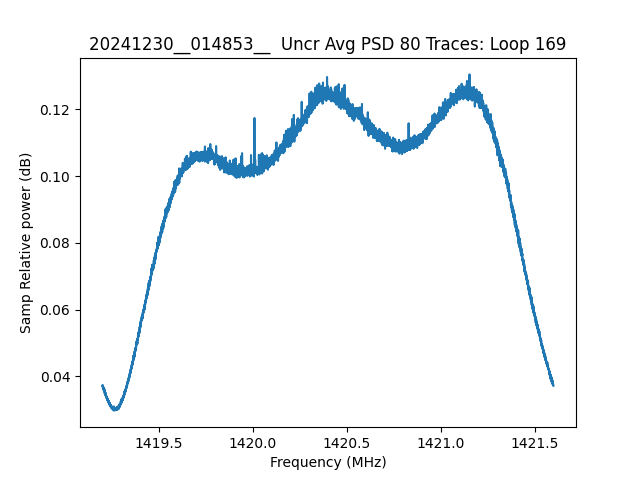 20241230__014853__  Uncr Avg PSD 80 Traces: Loop 169
0.12
0.10
0.08
0.06
0.04
Samp Relative power (dB)
1419.5 1420.0 1420.5 1421.0 1421.5
Frequency (MHz)